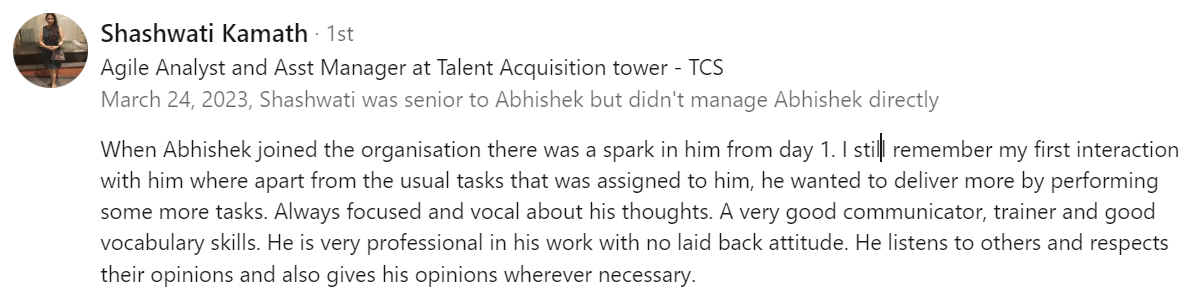 Shashwati Kamath · 1st
Agile Analyst and Asst Manager at Talent Acquisition tower - TCS
March 24, 2023, Shashwati was senior to Abhishek but didn't manage Abhishek directly
When Abhishek joined the organisation there was a spark in him from day 1. I still remember my first interaction
with him where apart from the usual tasks that was assigned to him, he wanted to deliver more by performing
some more tasks. Always focused and vocal about his thoughts. A very good communicator, trainer and good
vocabulary skills. He is very professional in his work with no laid back attitude. He listens to others and respects
their opinions and also gives his opinions wherever necessary.